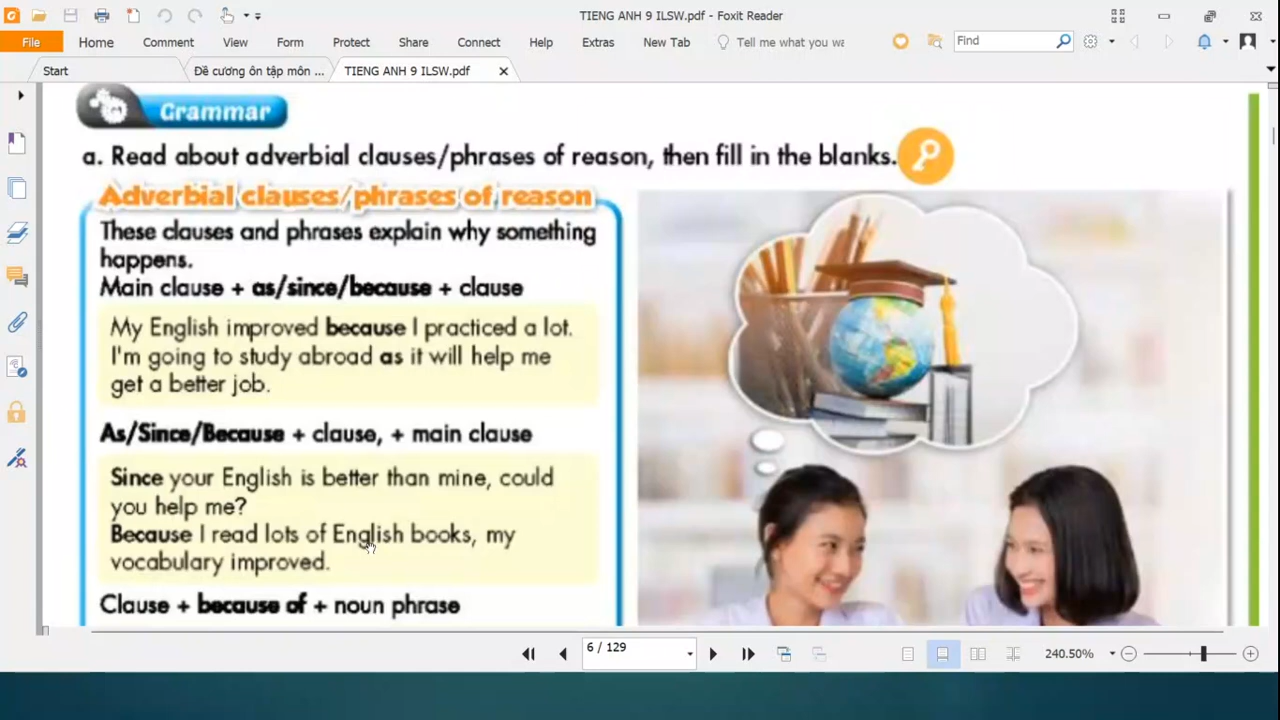 TIENG ANH 9 ILSW.pdf - Foxit Reader
File Home Comment View Form Protect Share Connect Help Extras New Tab Tell me what you wa Find
Start Đề cương ôn tập môn ... TIENG ANH 9 ILSW.pdf
Grammar
a. Read about adverbial clauses/phrases of reason, then fill in the blanks.
Adverbial clauses/phrases of reason
These clauses and phrases explain why something
happens.
Main clause + as/since/because + clause
My English improved because I practiced a lot.
I'm going to study abroad as it will help me
get a better job.
As/Since/Because + clause, + main clause
Since your English is better than mine, could
you help me?
Because I read lots of English books, my
vocabulary improved.
Clause + because of + noun phrase
6 / 129
240.50%